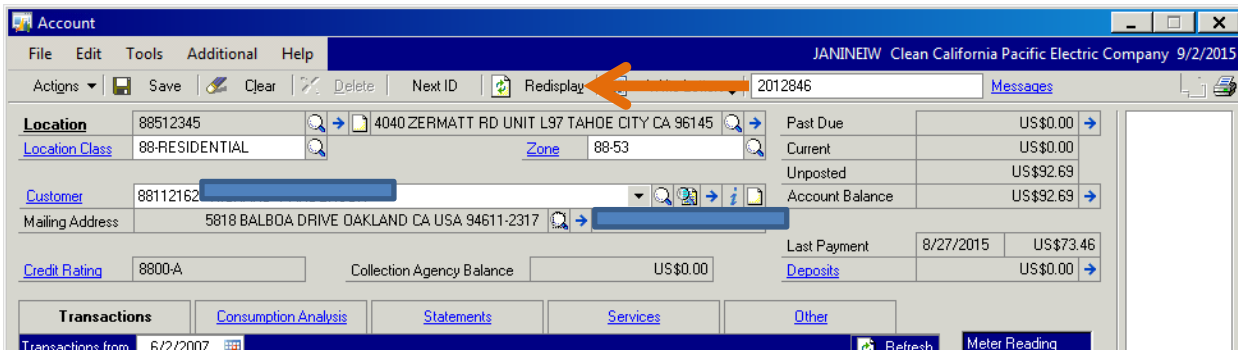 Account
File Edit Tools Additional Help JANINEIW Clean California Pacific Electric Company 9/2/2015
Actions Save Clear Delete Next ID Redisplay 2012846 Messages
Location 88512345 4040 ZERMATT RD UNIT L97 TAHOE CITY CA 96145 Past Due US$0.00
Location Class 88-RESIDENTIAL Zone 88-53 Current US$0.00
Unposted US$92.69
Customer 88112162 Account Balance US$92.69
Mailing Address 5818 BALBOA DRIVE OAKLAND CA USA 94611-2317
Last Payment 8/27/2015 US$73.46
Credit Rating 8800-A Collection Agency Balance US$0.00 Deposits US$0.00
Transactions Consumption Analysis Statements Services Other
Transactions from 6/2/2007 Refresh Meter Reading